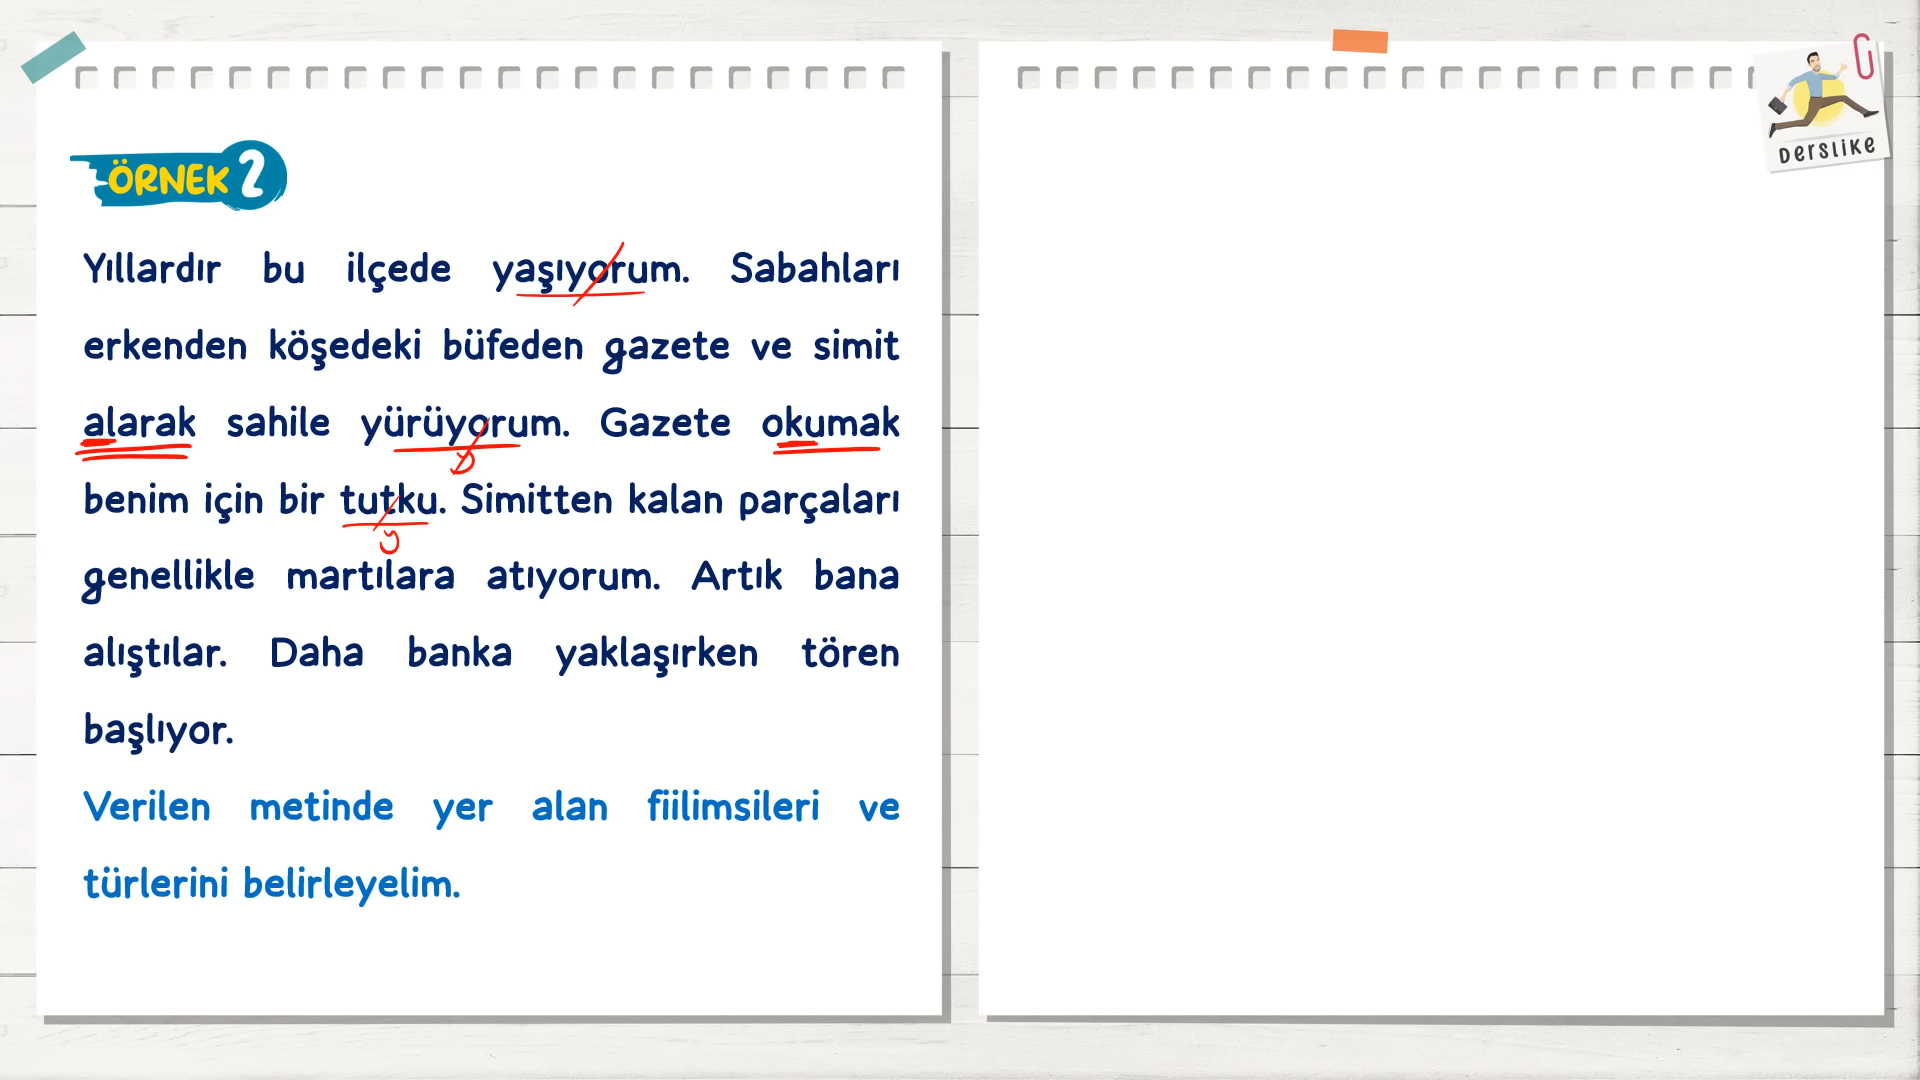 ÖRNEK 2
Derslike
Yıllardır bu ilçede yaşıyorum. Sabahları
erkenden köşedeki büfeden gazete ve simit
alarak sahile yürüyorum. Gazete okumak
benim için bir tutku. Simitten kalan parçaları
genellikle martılara atıyorum. Artık bana
alıştılar. Daha banka yaklaşırken tören
başlıyor.
Verilen metinde yer alan fiilimsileri ve
türlerini belirleyelim.